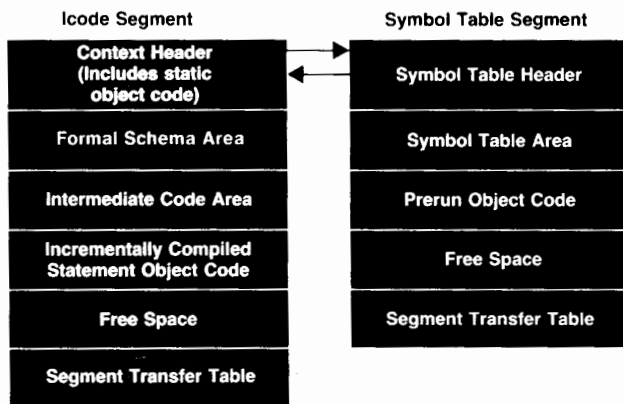 Icode Segment
Context Header
(Includes static
object code)
Formal Schema Area
Intermediate Code Area
Incrementally Compiled
Statement Object Code
Free Space
Segment Transfer Table
Symbol Table Segment
Symbol Table Header
Symbol Table Area
Prerun Object Code
Free Space
Segment Transfer Table